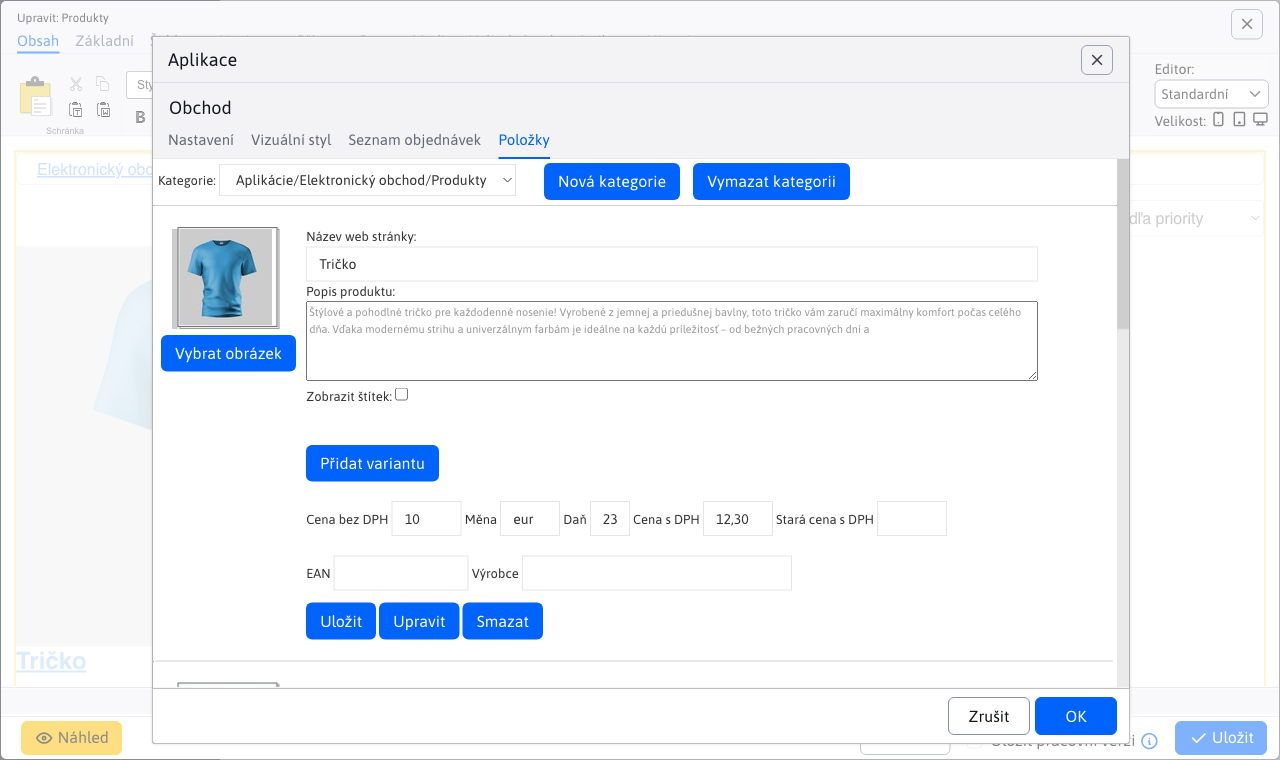 Upravit: Produkty
Obsah Základní
Schránka
B
Editor:
Standardní
Velikost:
dľa priority
Tričko
Náhled
Uložit pracovní verzi
Uložit
Aplikace
Obchod
Nastavení Vizuální styl Seznam objednávek Položky
Kategorie: Aplikácie/Elektronický obchod/Produkty Nová kategorie Vymazat kategorii
Název web stránky:
Tričko
Popis produktu:
Štýlové a pohodlné tričko pre každodenné nosenie! Vyrobené z jemnej a priedušnej bavlny, toto tričko vám zaručí maximálny komfort počas celého
dňa. Vďaka modernému strihu a univerzálnym farbám je ideálne na každú príležitosť – od bežných pracovných dní a
Vybrat obrázek
Zobrazit štítek:
Přidat variantu
Cena bez DPH 10 Měna eur Daň 23 Cena s DPH 12,30 Stará cena s DPH
EAN Výrobce
Uložit Upravit Smazat
Zrušit OK